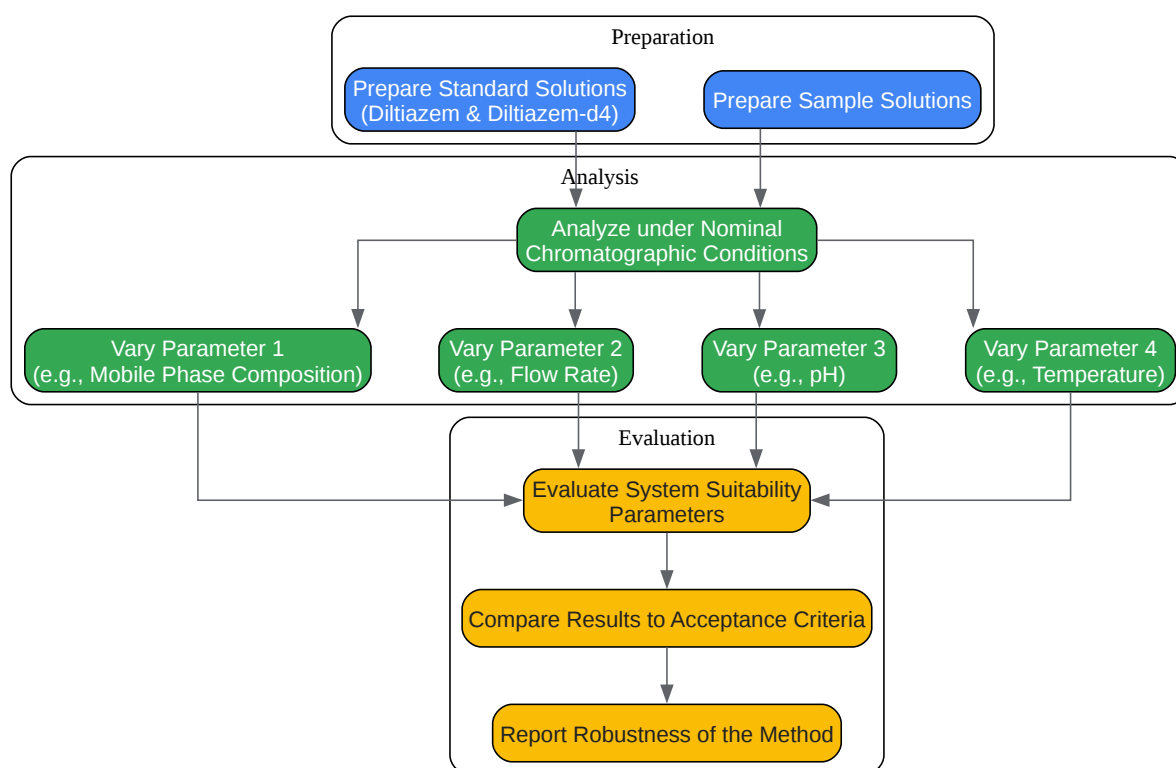 Preparation
Prepare Standard Solutions
(Diltiazem & Diltiazem-d4)
Prepare Sample Solutions
Analysis
Analyze under Nominal
Chromatographic Conditions
Vary Parameter 1
(e.g., Mobile Phase Composition)
Vary Parameter 2
(e.g., Flow Rate)
Vary Parameter 3
(e.g., pH)
Vary Parameter 4
(e.g., Temperature)
Evaluation
Evaluate System Suitability
Parameters
Compare Results to Acceptance Criteria
Report Robustness of the Method